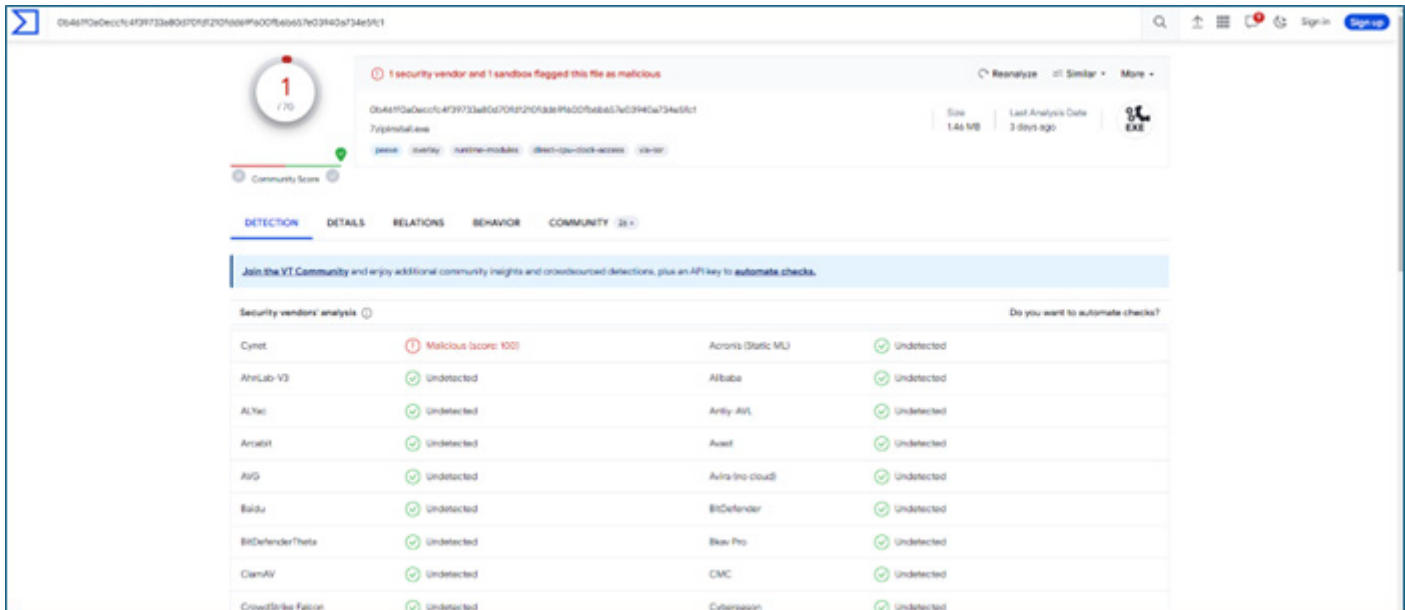 Sign in
Sign up
1
/ 70
1 security vendor and 1 sandbox flagged this file as malicious
Reanalyze
Similar
More
7zipInstall.exe
Size
1.46 MB
Last Analysis Date
3 days ago
EXE
peexe
overlay
runtime-modules
direct-cpu-clock-access
via-tor
Community Score
DETECTION
DETAILS
RELATIONS
BEHAVIOR
COMMUNITY
Join the VT Community and enjoy additional community insights and crowdsourced detections, plus an API key to automate checks.
Security vendors' analysis
Do you want to automate checks?
Cynet
Malicious (score: 100)
Acronis (Static ML)
Undetected
AhnLab-V3
Undetected
Alibaba
Undetected
ALYac
Undetected
Antiy-AVL
Undetected
Arcabit
Undetected
Avast
Undetected
AVG
Undetected
Avira (no cloud)
Undetected
Baidu
Undetected
BitDefender
Undetected
BitDefenderTheta
Undetected
Bkav Pro
Undetected
ClamAV
Undetected
CMC
Undetected
CrowdStrike Falcon
Undetected
Cybereason
Undetected